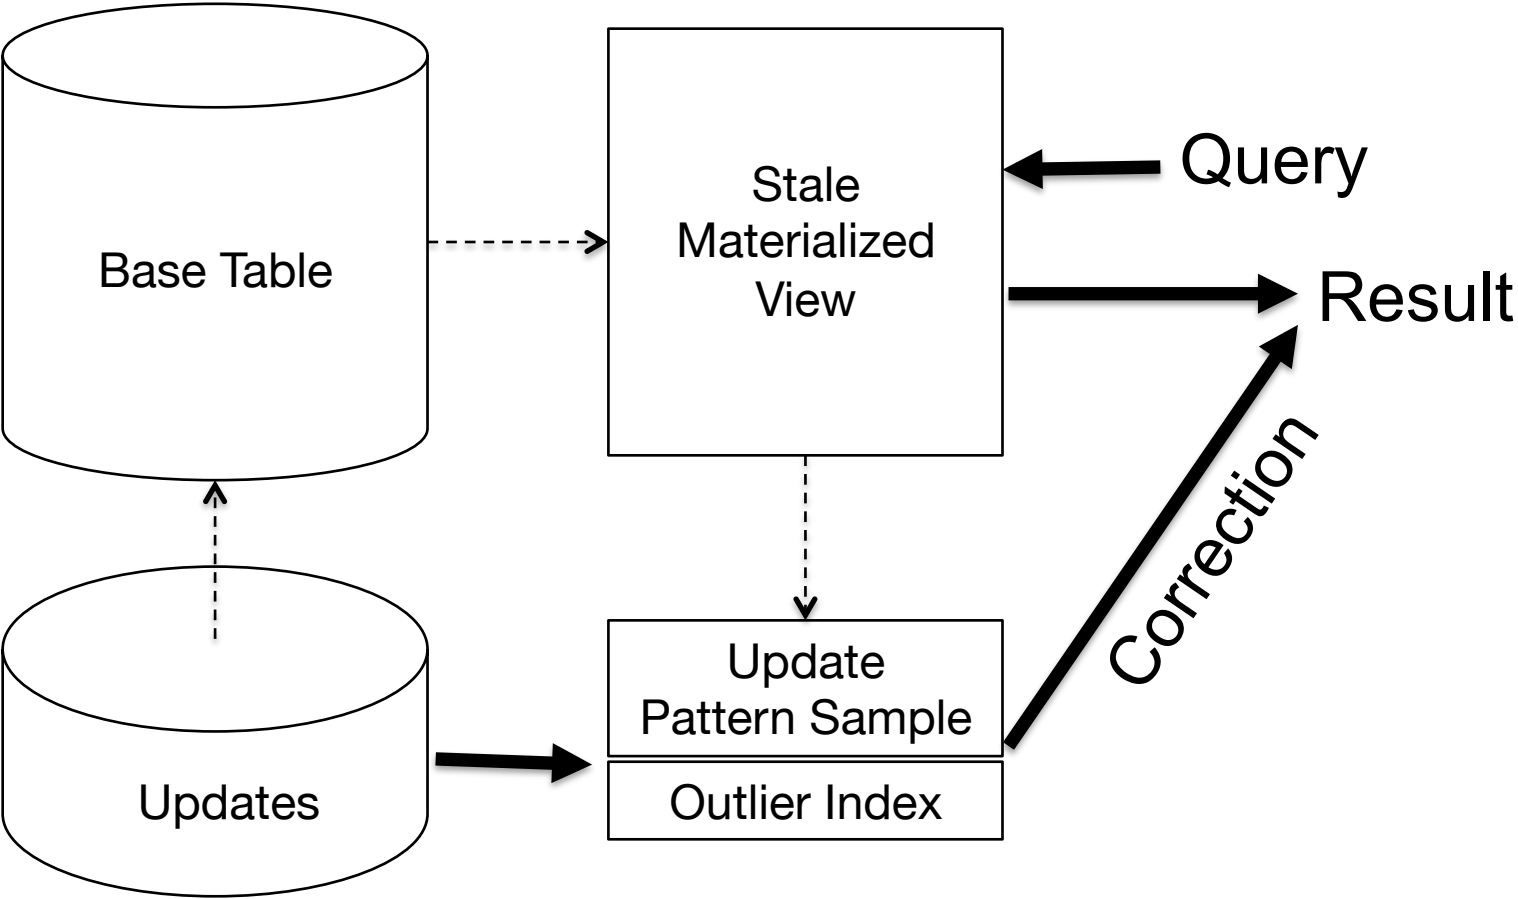 Base Table
Stale
Materialized
View
Query
Result
Correction
Updates
Update
Pattern Sample
Outlier Index